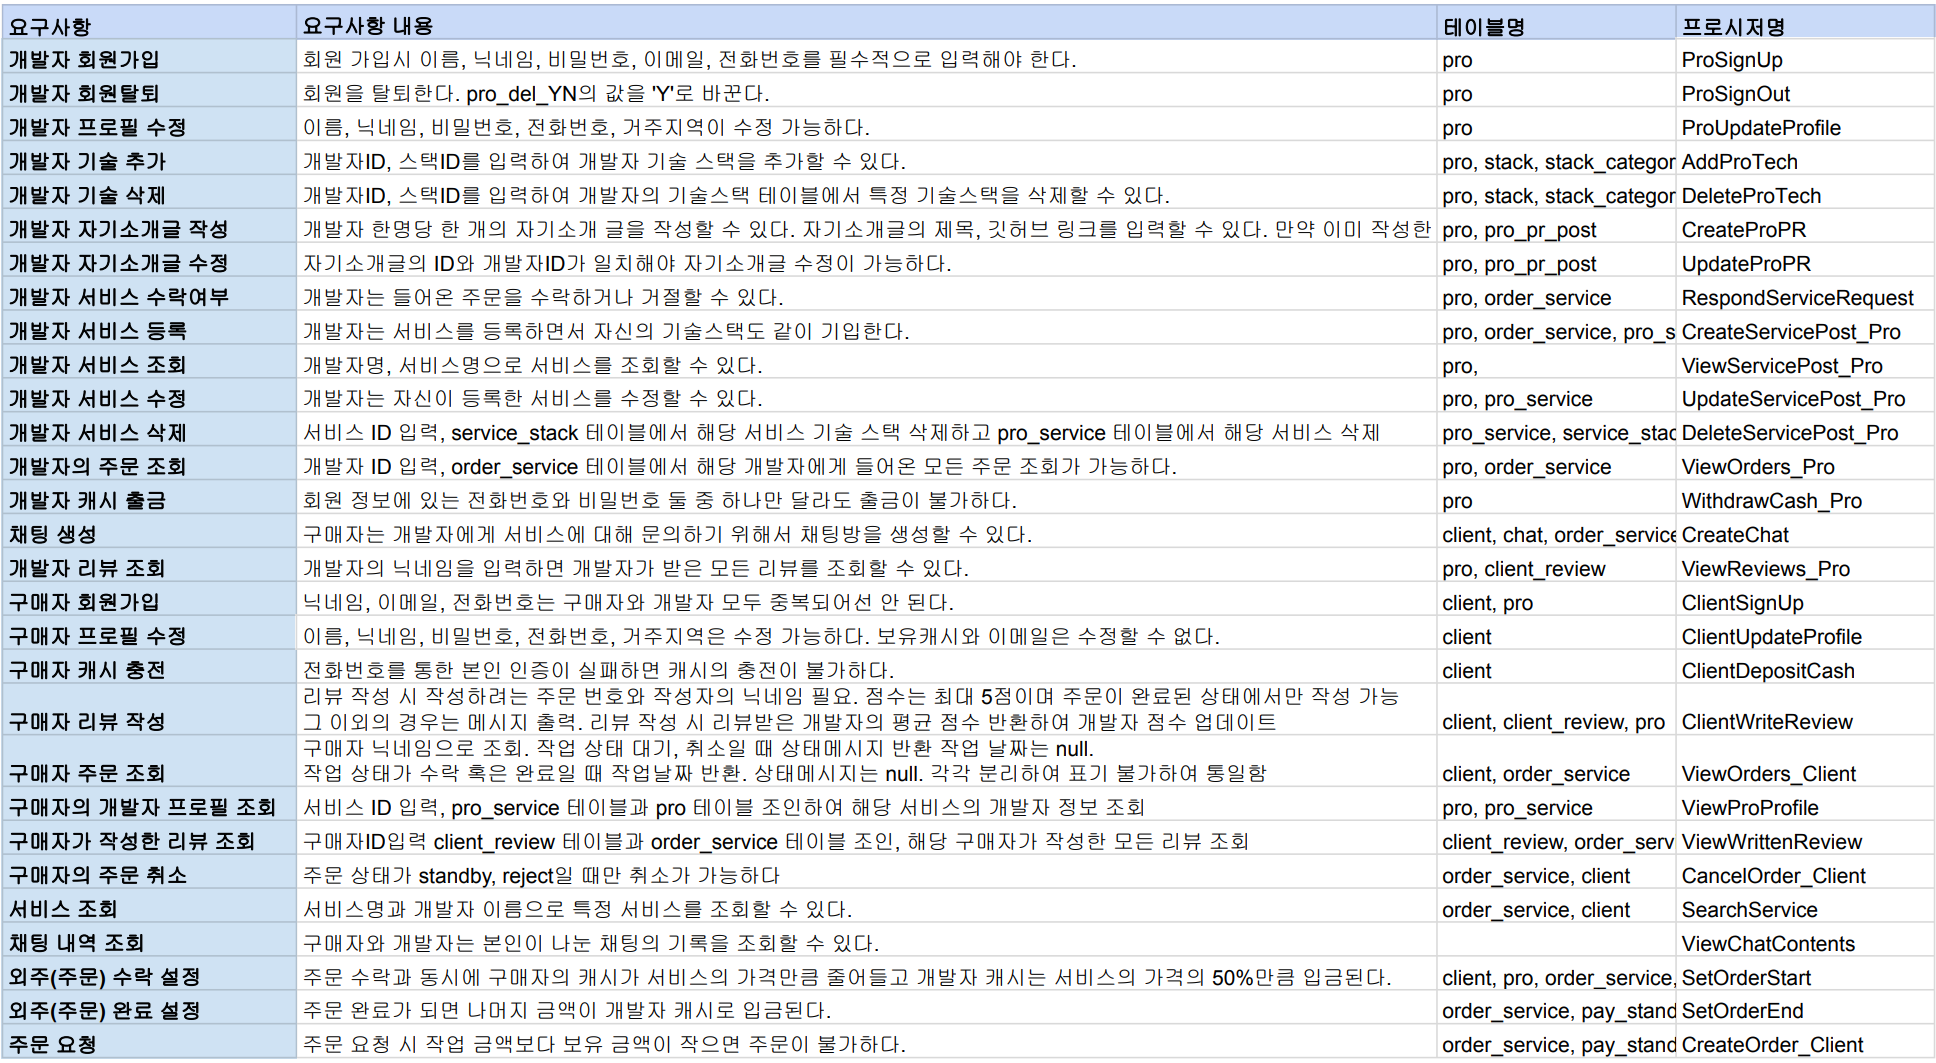 요구사항 요구사항 내용 테이블명 프로시저명
개발자 회원가입 회원 가입시 이름, 닉네임, 비밀번호, 이메일, 전화번호를 필수적으로 입력해야 한다. pro ProSignUp
개발자 회원탈퇴 회원을 탈퇴한다. pro_del_YN의 값을 'Y'로 바꾼다. pro ProSignOut
개발자 프로필 수정 이름, 닉네임, 비밀번호, 전화번호, 거주지역이 수정 가능하다. pro ProUpdateProfile
개발자 기술 추가 개발자ID, 스택ID를 입력하여 개발자 기술 스택을 추가할 수 있다. pro, stack, stack_categor AddProTech
개발자 기술 삭제 개발자ID, 스택ID를 입력하여 개발자의 기술스택 테이블에서 특정 기술스택을 삭제할 수 있다. pro, stack, stack_categor DeleteProTech
개발자 자기소개글 작성 개발자 한명당 한 개의 자기소개 글을 작성할 수 있다. 자기소개글의 제목, 깃허브 링크를 입력할 수 있다. 만약 이미 작성한 pro, pro_pr_post CreateProPR
개발자 자기소개글 수정 자기소개글의 ID와 개발자ID가 일치해야 자기소개글 수정이 가능하다. pro, pro_pr_post UpdateProPR
개발자 서비스 수락여부 개발자는 들어온 주문을 수락하거나 거절할 수 있다. pro, order_service RespondServiceRequest
개발자 서비스 등록 개발자는 서비스를 등록하면서 자신의 기술스택도 같이 기입한다. pro, order_service, pro_s CreateServicePost_Pro
개발자 서비스 조회 개발자명, 서비스명으로 서비스를 조회할 수 있다. pro, ViewServicePost_Pro
개발자 서비스 수정 개발자는 자신이 등록한 서비스를 수정할 수 있다. pro, pro_service UpdateServicePost_Pro
개발자 서비스 삭제 서비스 ID 입력, service_stack 테이블에서 해당 서비스 기술 스택 삭제하고 pro_service 테이블에서 해당 서비스 삭제 pro_service, service_stac DeleteServicePost_Pro
개발자의 주문 조회 개발자 ID 입력, order_service 테이블에서 해당 개발자에게 들어온 모든 주문 조회가 가능하다. pro, order_service ViewOrders_Pro
개발자 캐시 출금 회원 정보에 있는 전화번호와 비밀번호 둘 중 하나만 달라도 출금이 불가하다. pro WithdrawCash_Pro
채팅 생성 구매자는 개발자에게 서비스에 대해 문의하기 위해서 채팅방을 생성할 수 있다. client, chat, order_service CreateChat
개발자 리뷰 조회 개발자의 닉네임을 입력하면 개발자가 받은 모든 리뷰를 조회할 수 있다. pro, client_review ViewReviews_Pro
구매자 회원가입 닉네임, 이메일, 전화번호는 구매자와 개발자 모두 중복되어선 안 된다. client, pro ClientSignUp
구매자 프로필 수정 이름, 닉네임, 비밀번호, 전화번호, 거주지역은 수정 가능하다. 보유캐시와 이메일은 수정할 수 없다. client ClientUpdateProfile
구매자 캐시 충전 전화번호를 통한 본인 인증이 실패하면 캐시의 충전이 불가하다. client ClientDepositCash
리뷰 작성 시 작성하려는 주문 번호와 작성자의 닉네임 필요. 점수는 최대 5점이며 주문이 완료된 상태에서만 작성 가능
구매자 리뷰 작성 그 이외의 경우는 메시지 출력. 리뷰 작성 시 리뷰받은 개발자의 평균 점수 반환하여 개발자 점수 업데이트 client, client_review, pro ClientWriteReview
구매자 닉네임으로 조회. 작업 상태 대기, 취소일 때 상태메시지 반환 작업 날짜는 null.
구매자 주문 조회 작업 상태가 수락 혹은 완료일 때 작업날짜 반환. 상태메시지는 null. 각각 분리하여 표기 불가하여 통일함 client, order_service ViewOrders_Client
구매자의 개발자 프로필 조회 서비스 ID 입력, pro_service 테이블과 pro 테이블 조인하여 해당 서비스의 개발자 정보 조회 pro, pro_service ViewProProfile
구매자가 작성한 리뷰 조회 구매자ID입력 client_review 테이블과 order_service 테이블 조인, 해당 구매자가 작성한 모든 리뷰 조회 client_review, order_serv ViewWrittenReview
구매자의 주문 취소 주문 상태가 standby, reject일 때만 취소가 가능하다 order_service, client CancelOrder_Client
서비스 조회 서비스명과 개발자 이름으로 특정 서비스를 조회할 수 있다. order_service, client SearchService
채팅 내역 조회 구매자와 개발자는 본인이 나눈 채팅의 기록을 조회할 수 있다. ViewChatContents
외주(주문) 수락 설정 주문 수락과 동시에 구매자의 캐시가 서비스의 가격만큼 줄어들고 개발자 캐시는 서비스의 가격의 50%만큼 입금된다. client, pro, order_service, SetOrderStart
외주(주문) 완료 설정 주문 완료가 되면 나머지 금액이 개발자 캐시로 입금된다. order_service, pay_stand SetOrderEnd
주문 요청 주문 요청 시 작업 금액보다 보유 금액이 작으면 주문이 불가하다. order_service, pay_stand CreateOrder_Client